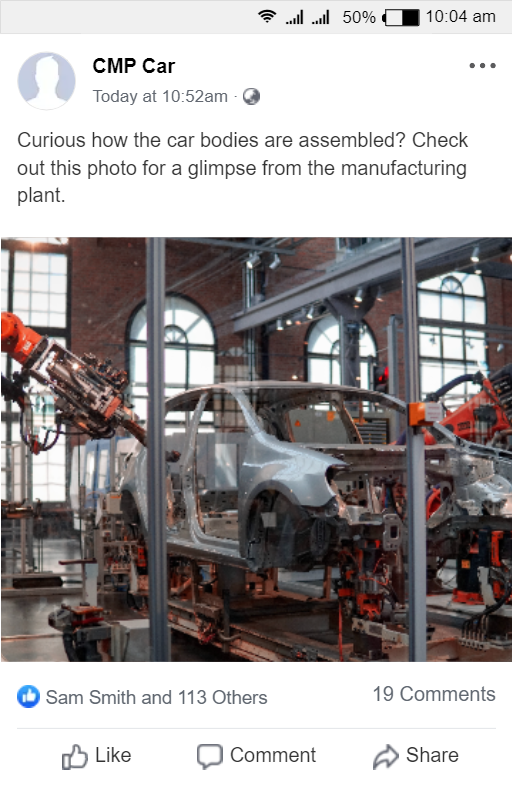 50% 10:04 am
CMP Car
Today at 10:52am ·
Curious how the car bodies are assembled? Check
out this photo for a glimpse from the manufacturing
plant.
Sam Smith and 113 Others 19 Comments
Like Comment Share